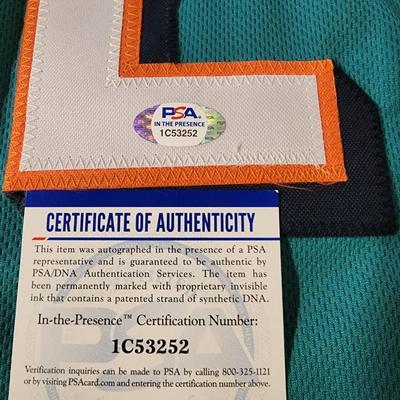 PSA
IN THE PRESENCE
1C53252
CERTIFICATE OF AUTHENTICITY
This item was autographed in the presence of a PSA
representative and is guaranteed to be authentic by
PSA/DNA Authentication Services. The item has
been permanently marked with proprietary invisible
ink that contains a patented strand of synthetic DNA.
In-the-Presence™ Certification Number:
1C53252
Verification inquiries can be made to PSA by calling 800-325-1121
or by visiting PSAcard.com and entering the certification number above.